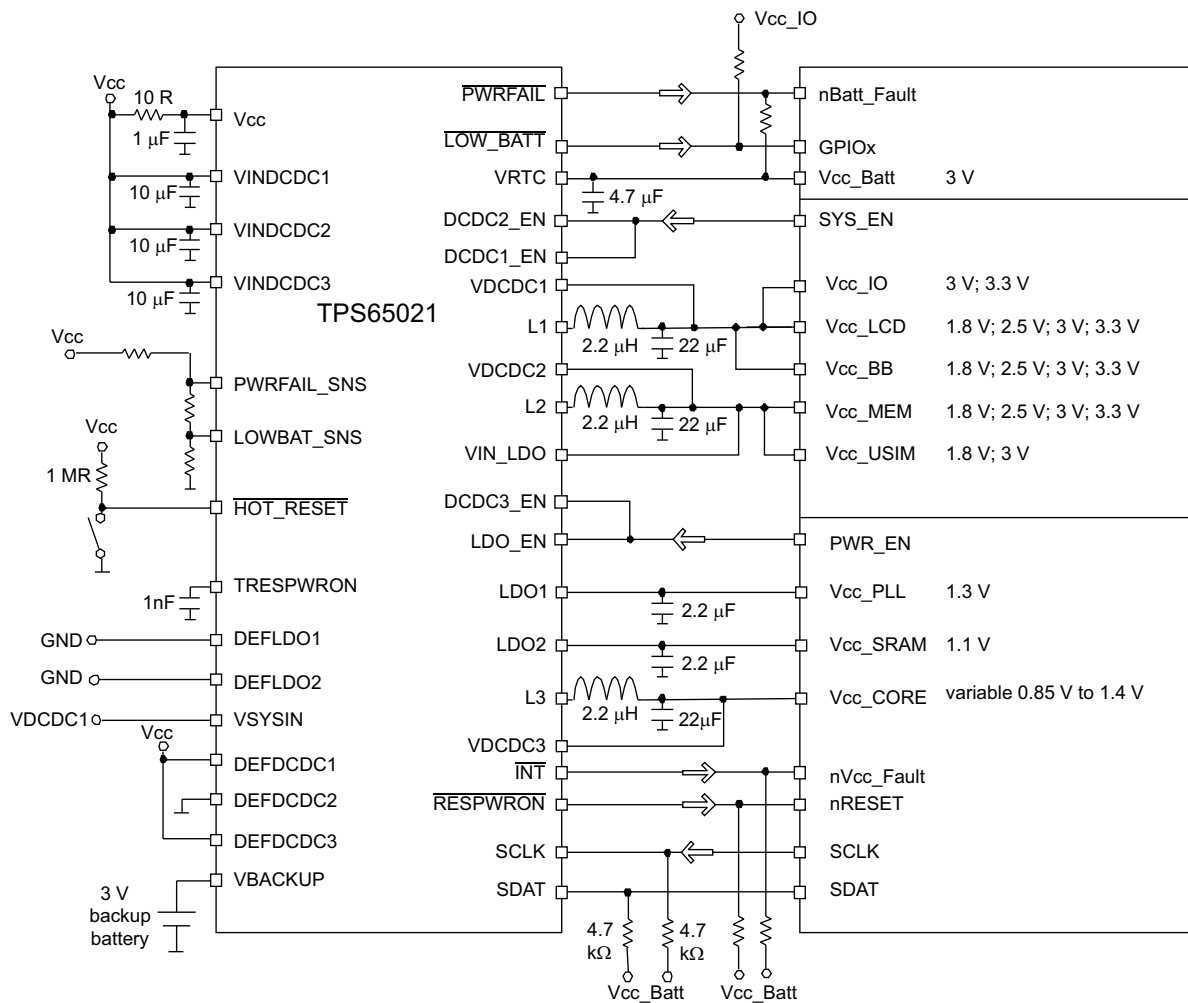 Vcc_IO
Vcc
10 R
1 μF
10 μF
10 μF
10 μF
Vcc
Vcc
1 MR
1nF
GND
GND
VDCDC1
Vcc
3 V
backup
battery
TPS65021
Vcc
VINDCDC1
VINDCDC2
VINDCDC3
PWRFAIL_SNS
LOWBAT_SNS
HOT_RESET
TRESPWRON
DEFLDO1
DEFLDO2
VSYSIN
DEFDCDC1
DEFDCDC2
DEFDCDC3
VBACKUP
PWRFAIL
LOW_BATT
VRTC
DCDC2_EN
DCDC1_EN
VDCDC1
L1
VDCDC2
L2
VIN_LDO
DCDC3_EN
LDO_EN
LDO1
LDO2
L3
VDCDC3
INT
RESPWRON
SCLK
SDAT
4.7 μF
2.2 μH
22 μF
2.2 μH
22 μF
2.2 μF
2.2 μF
2.2 μH
22μF
4.7
kΩ
4.7
kΩ
Vcc_Batt
Vcc_Batt
nBatt_Fault
GPIOx
Vcc_Batt 3 V
SYS_EN
Vcc_IO 3 V; 3.3 V
Vcc_LCD 1.8 V; 2.5 V; 3 V; 3.3 V
Vcc_BB 1.8 V; 2.5 V; 3 V; 3.3 V
Vcc_MEM 1.8 V; 2.5 V; 3 V; 3.3 V
Vcc_USIM 1.8 V; 3 V
PWR_EN
Vcc_PLL 1.3 V
Vcc_SRAM 1.1 V
Vcc_CORE variable 0.85 V to 1.4 V
nVcc_Fault
nRESET
SCLK
SDAT